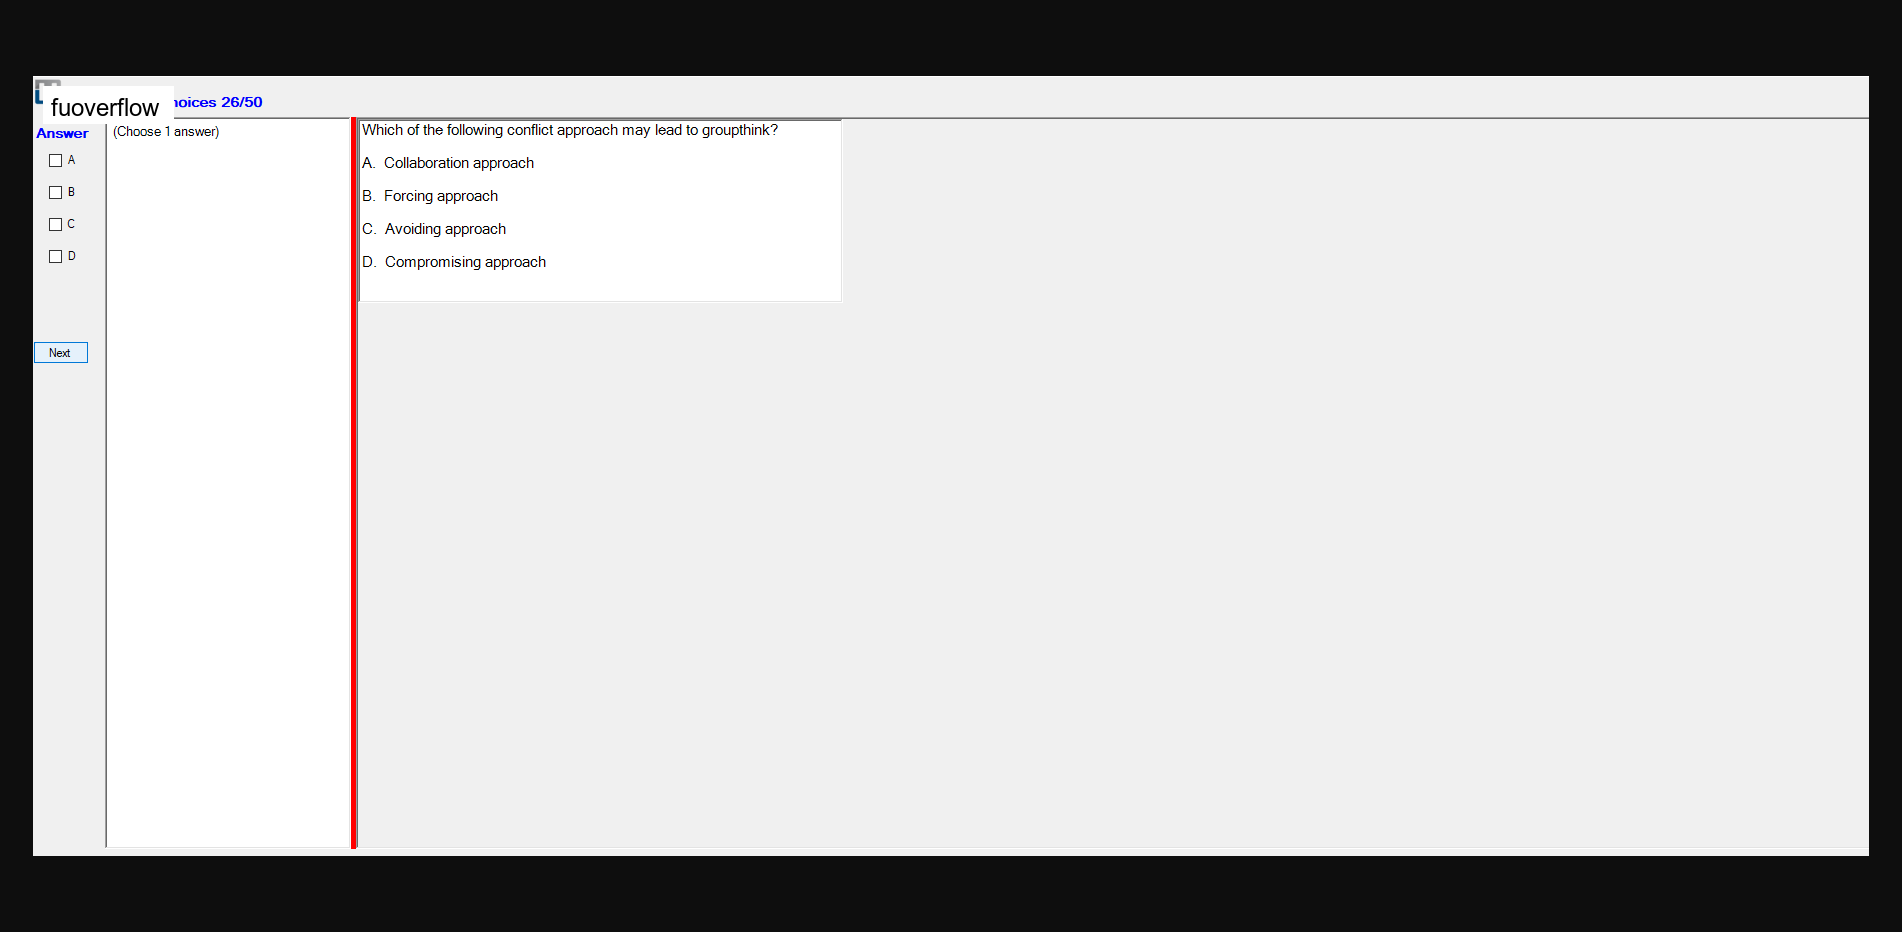 fuoverflow
hoices 26/50
Answer
(Choose 1 answer)
A
B
C
D
Next
Which of the following conflict approach may lead to groupthink?
A. Collaboration approach
B. Forcing approach
C. Avoiding approach
D. Compromising approach